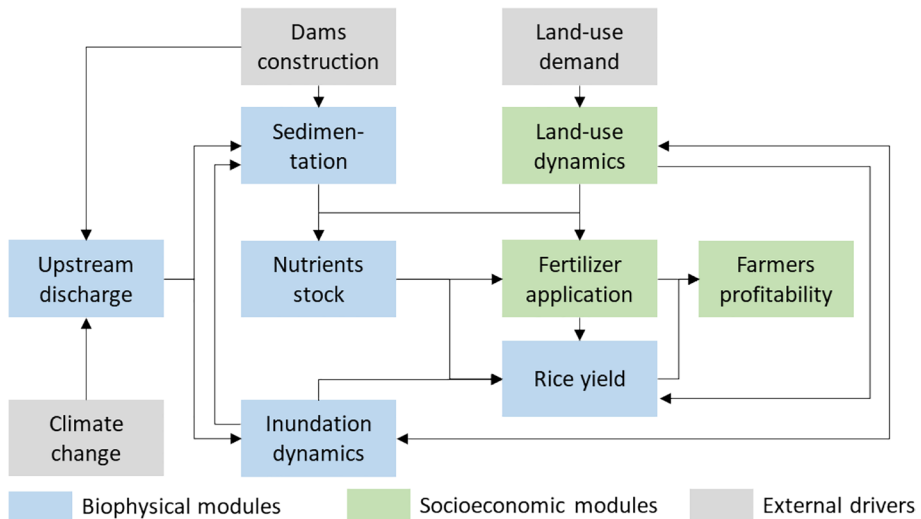 Dams
construction
Land-use
demand
Sedimen-
tation
Land-use
dynamics
Upstream
discharge
Nutrients
stock
Fertilizer
application
Farmers
profitability
Rice yield
Climate
change
Inundation
dynamics
Biophysical modules
Socioeconomic modules
External drivers